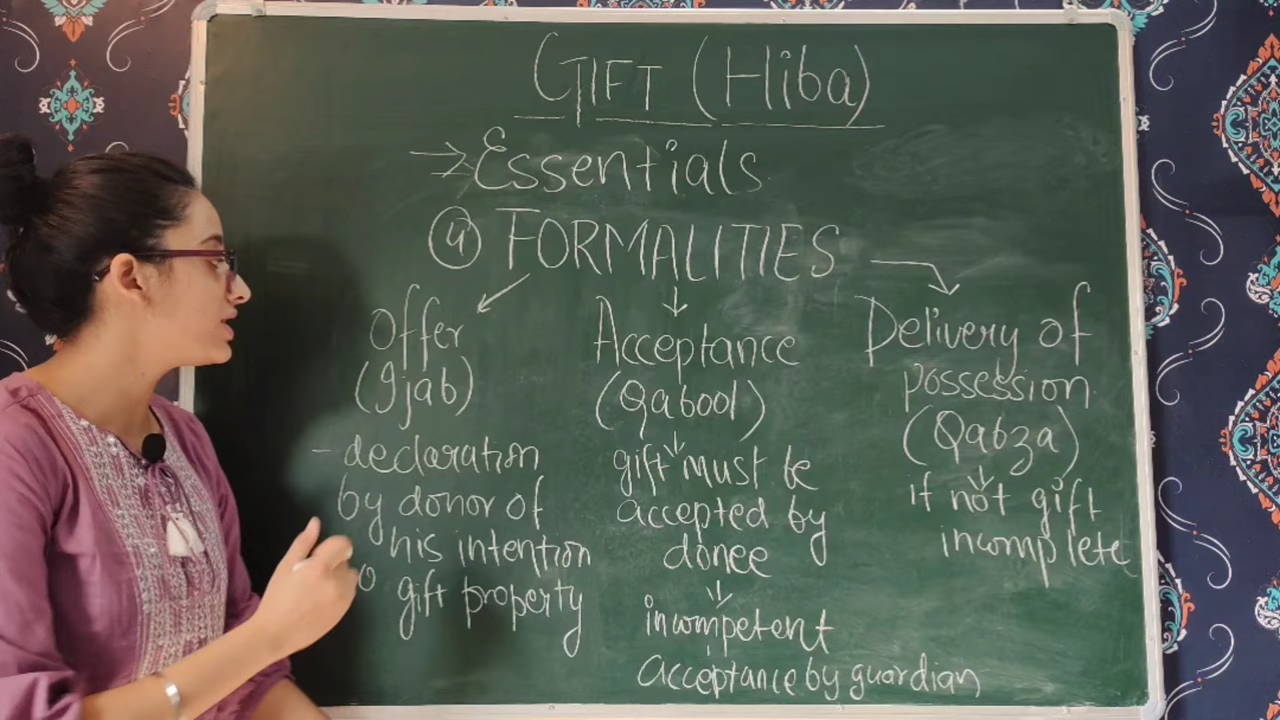 GIFT (Hiba)
⇒ Essentials
④ FORMALITIES
Offer
(Ijab)
- declaration
by donor of
his intention
to gift property
Acceptance
(Qabool)
gift must be
accepted by
donee
incompetent
acceptance by guardian
Delivery of
possession
(Qabza)
if not gift
incomplete